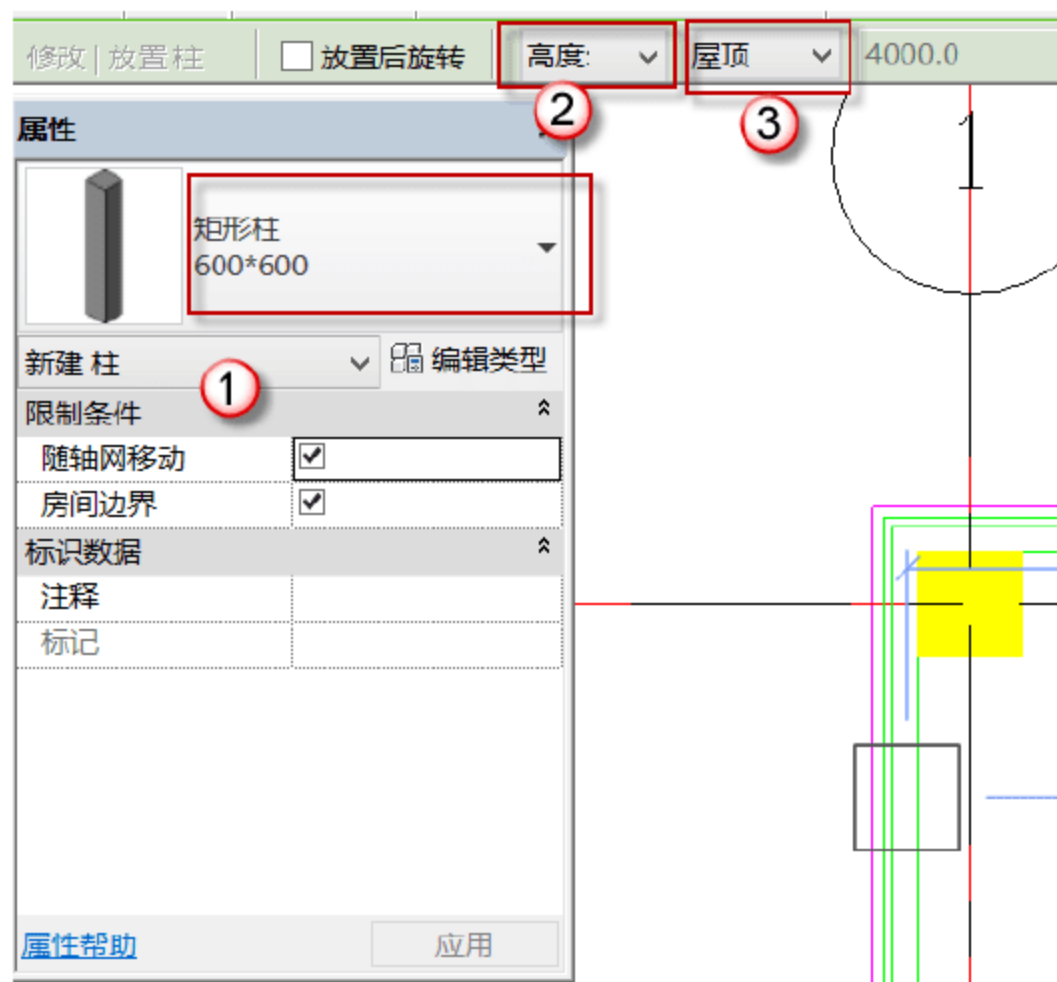 修改 | 放置 柱 放置后旋转 高度: 屋顶 4000.0
② ③
属性
1
矩形柱
600*600
新建 柱 编辑类型
①
限制条件
随轴网移动
房间边界
标识数据
注释
标记
属性帮助 应用